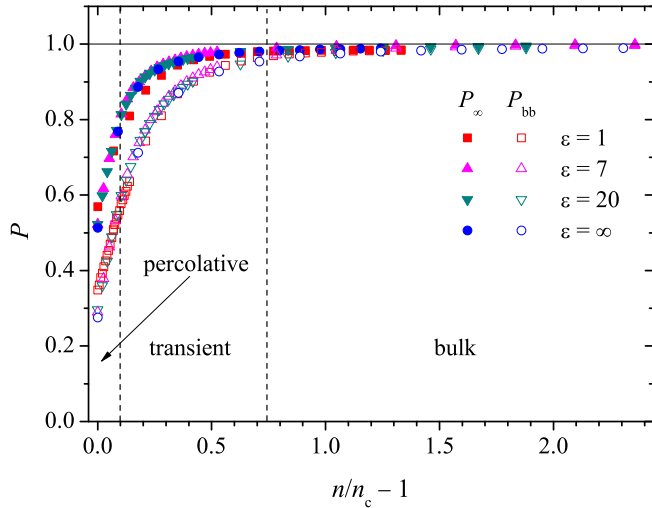 1.0
0.8
0.6
0.4
0.2
0.0
P
P∞ Pbb
ε = 1
ε = 7
ε = 20
ε = ∞
percolative
transient
bulk
0.0 0.5 1.0 1.5 2.0
n/nc – 1